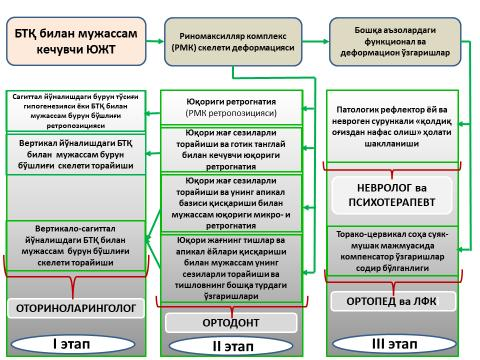 БТҚ билан мужассам
кечувчи ЮЖТ
Риномаксилляр комплекс
(РМК) скелети деформацияси
Бошқа аъзолардаги
функционал ва
деформацион ўзгаришлар
Сагиттал йўналишдаги бурун тўсиғи
гипогенезияси ёки БТҚ билан
мужассам бурун бўшлиғи
ретропозицияси
Вертикал йўналишдаги БТҚ
билан мужассам бурун
бўшлиғи скелети торайиши
Вертикало-сагиттал
йўналишдаги БТҚ билан
мужассам бурун бўшлиғи
скелети торайиши
ОТОРИНОЛАРИНГОЛОГ
I этап
Юқориги ретрогнатия
(РМК ретропозицияси)
Юқори жағ сезиларли
торайиши ва готик танглай
билан кечувчи юқориги
ретрогнатия
Юқори жағ сезиларли
торайиши ва унинг апикал
базиси қисқариши билан
мужассам юқориги микро- и
ретрогнатия
Юқори жағнинг тишлар ва
апикал ёйлари қисқариши
билан мужассам унинг
сезиларли торайиши ва
тишловнинг бошқа турдаги
ўзгаришлари
ОРТОДОНТ
II этап
Патологик рефлектор ёй ва
невроген сурункали «қолдиқ
оғиздан нафас олиш» ҳолати
шаклланиши
НЕВРОЛОГ ва
ПСИХОТЕРАПЕВТ
Торако-цервикал соҳа суяк-
мушак мажмуасида
компенсатор ўзгаришлар
содир бўлганлиги
ОРТОПЕД ва ЛФК
III этап